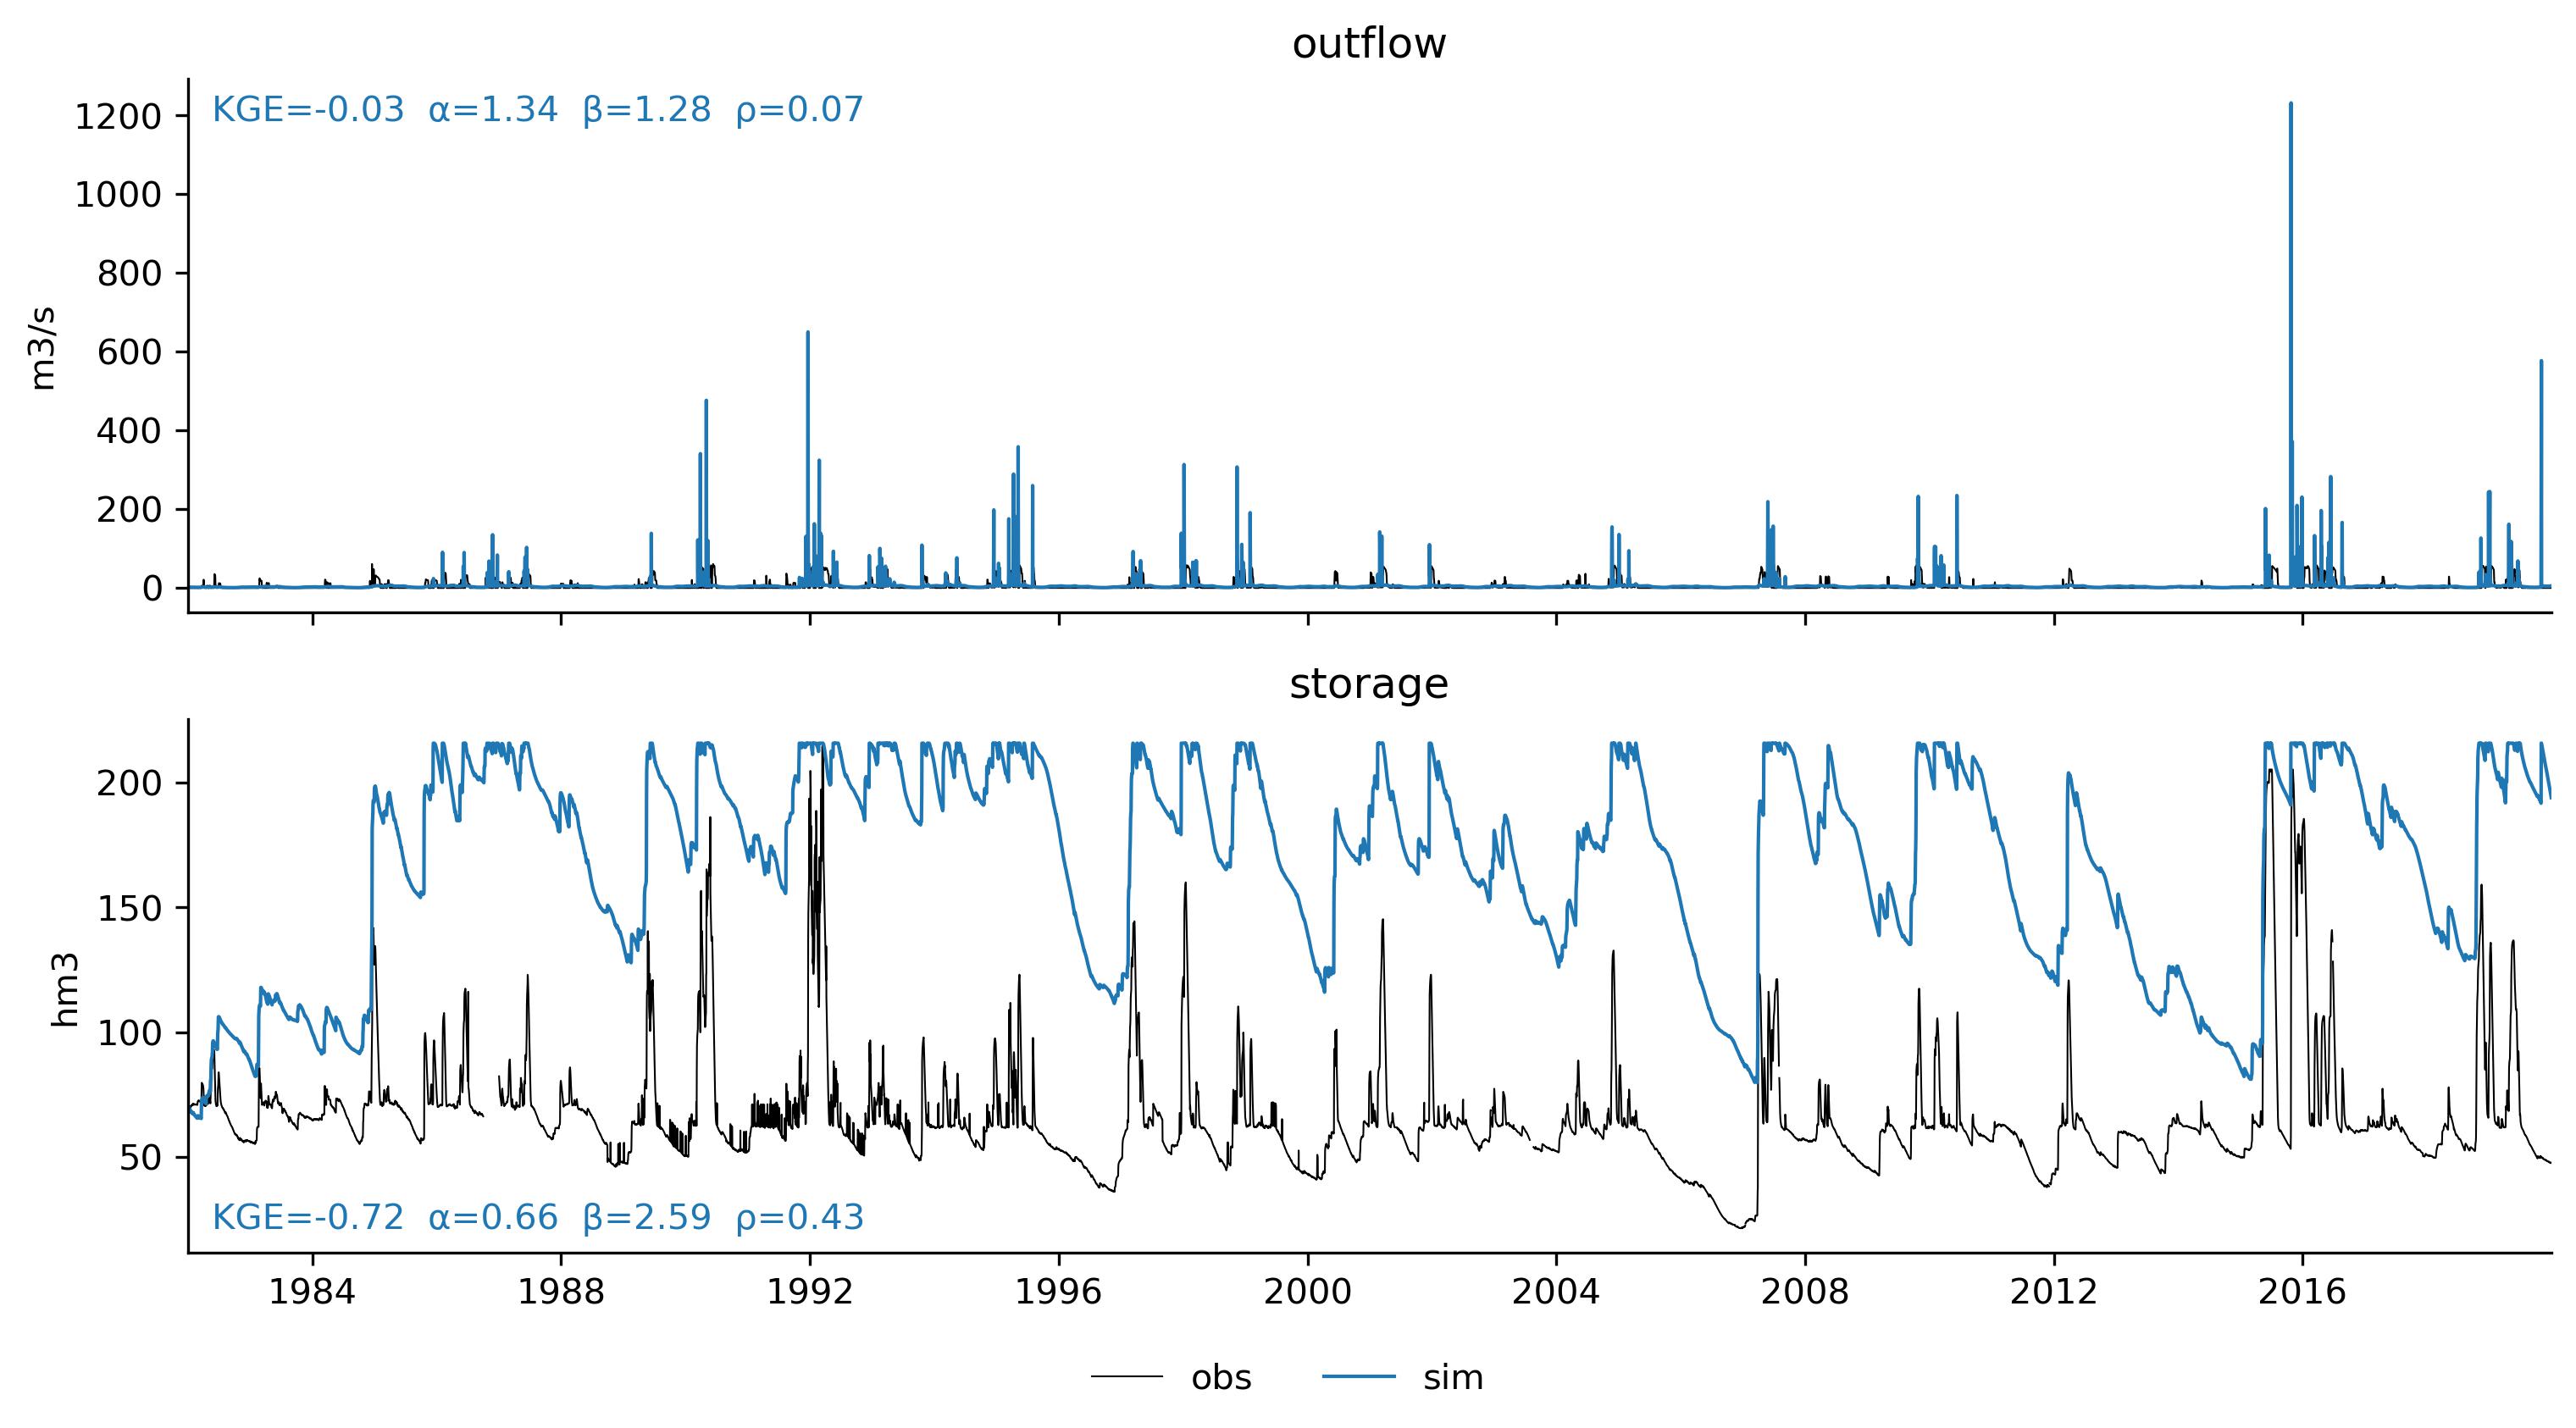 outflow
KGE=-0.03 α=1.34 β=1.28 ρ=0.07
1200
1000
800
600
400
200
0
m3/s
storage
200
150
100
50
hm3
KGE=-0.72 α=0.66 β=2.59 ρ=0.43
1984 1988 1992 1996 2000 2004 2008 2012 2016
obs sim